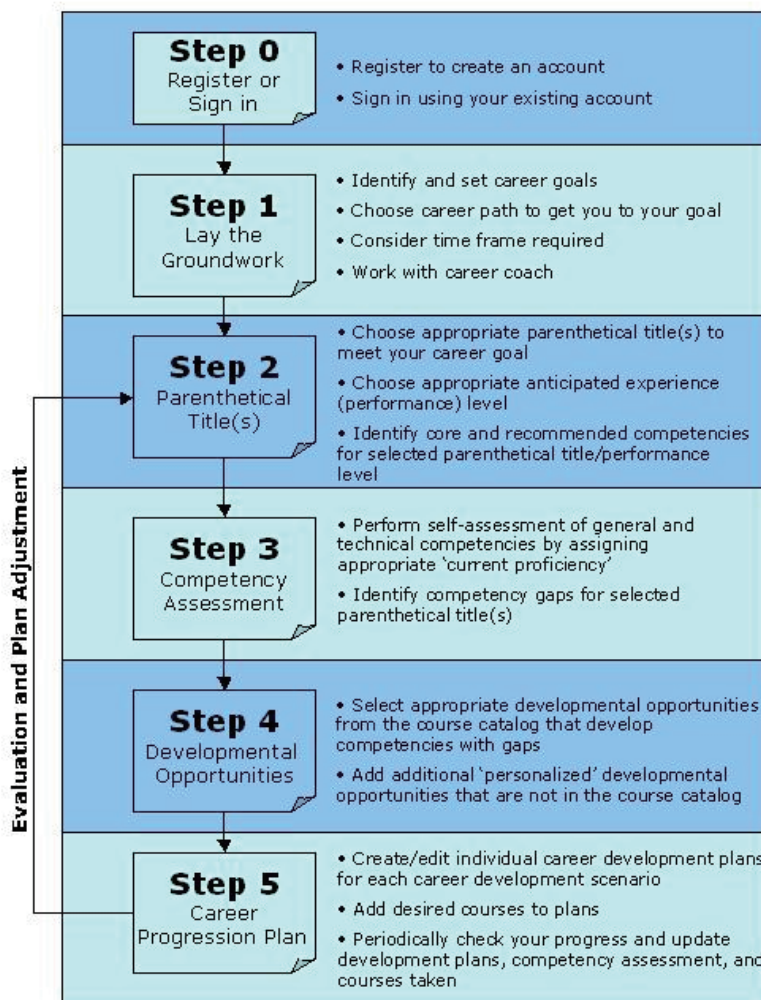 Step 0
Register or
Sign in
• Register to create an account
• Sign in using your existing account
Step 1
Lay the
Groundwork
• Identify and set career goals
• Choose career path to get you to your goal
• Consider time frame required
• Work with career coach
Step 2
Parenthetical
Title(s)
• Choose appropriate parenthetical title(s) to
meet your career goal
• Choose appropriate anticipated experience
(performance) level
• Identify core and recommended competencies
for selected parenthetical title/performance
level
Step 3
Competency
Assessment
• Perform self-assessment of general and
technical competencies by assigning
appropriate ‘current proficiency’
• Identify competency gaps for selected
parenthetical title(s)
Step 4
Developmental
Opportunities
• Select appropriate developmental opportunities
from the course catalog that develop
competencies with gaps
• Add additional ‘personalized’ developmental
opportunities that are not in the course catalog
Step 5
Career
Progression Plan
• Create/edit individual career development plans
for each career development scenario
• Add desired courses to plans
• Periodically check your progress and update
development plans, competency assessment, and
courses taken
Evaluation and Plan Adjustment